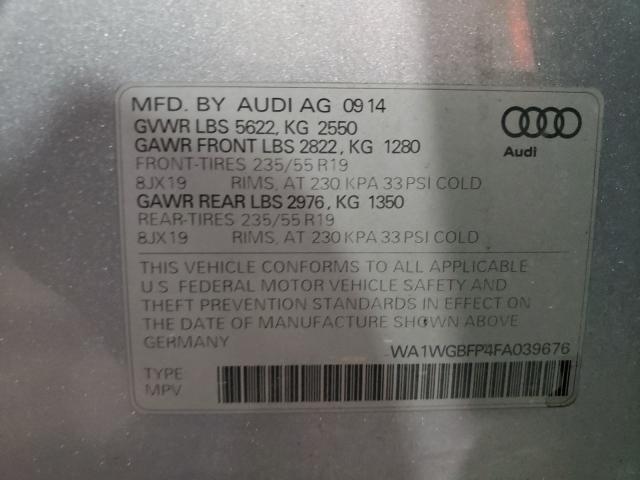 MFD. BY AUDI AG 09 14
GVWR LBS 5622, KG 2550
GAWR FRONT LBS 2822, KG 1280
FRONT-TIRES 235/55 R19
8JX19 RIMS, AT 230 KPA 33 PSI COLD
GAWR REAR LBS 2976, KG 1350
REAR-TIRES 235/55 R19
8JX19 RIMS, AT 230 KPA 33 PSI COLD
Audi
THIS VEHICLE CONFORMS TO ALL APPLICABLE
U.S FEDERAL MOTOR VEHICLE SAFETY AND
THEFT PREVENTION STANDARDS IN EFFECT ON
THE DATE OF MANUFACTURE SHOWN ABOVE
GERMANY WA1WGBFP4FA039676
TYPE
MPV